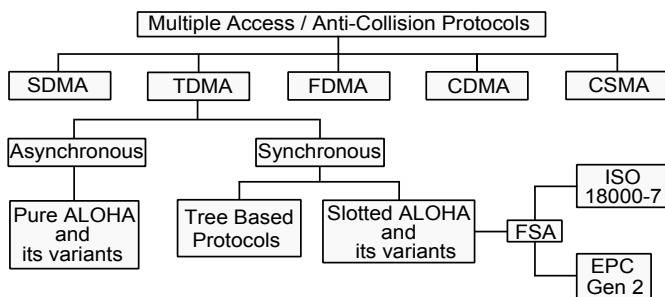 Multiple Access / Anti-Collision Protocols
SDMA
TDMA
FDMA
CDMA
CSMA
Asynchronous
Synchronous
Pure ALOHA
and
its variants
Tree Based
Protocols
Slotted ALOHA
and
its variants
FSA
ISO
18000-7
EPC
Gen 2